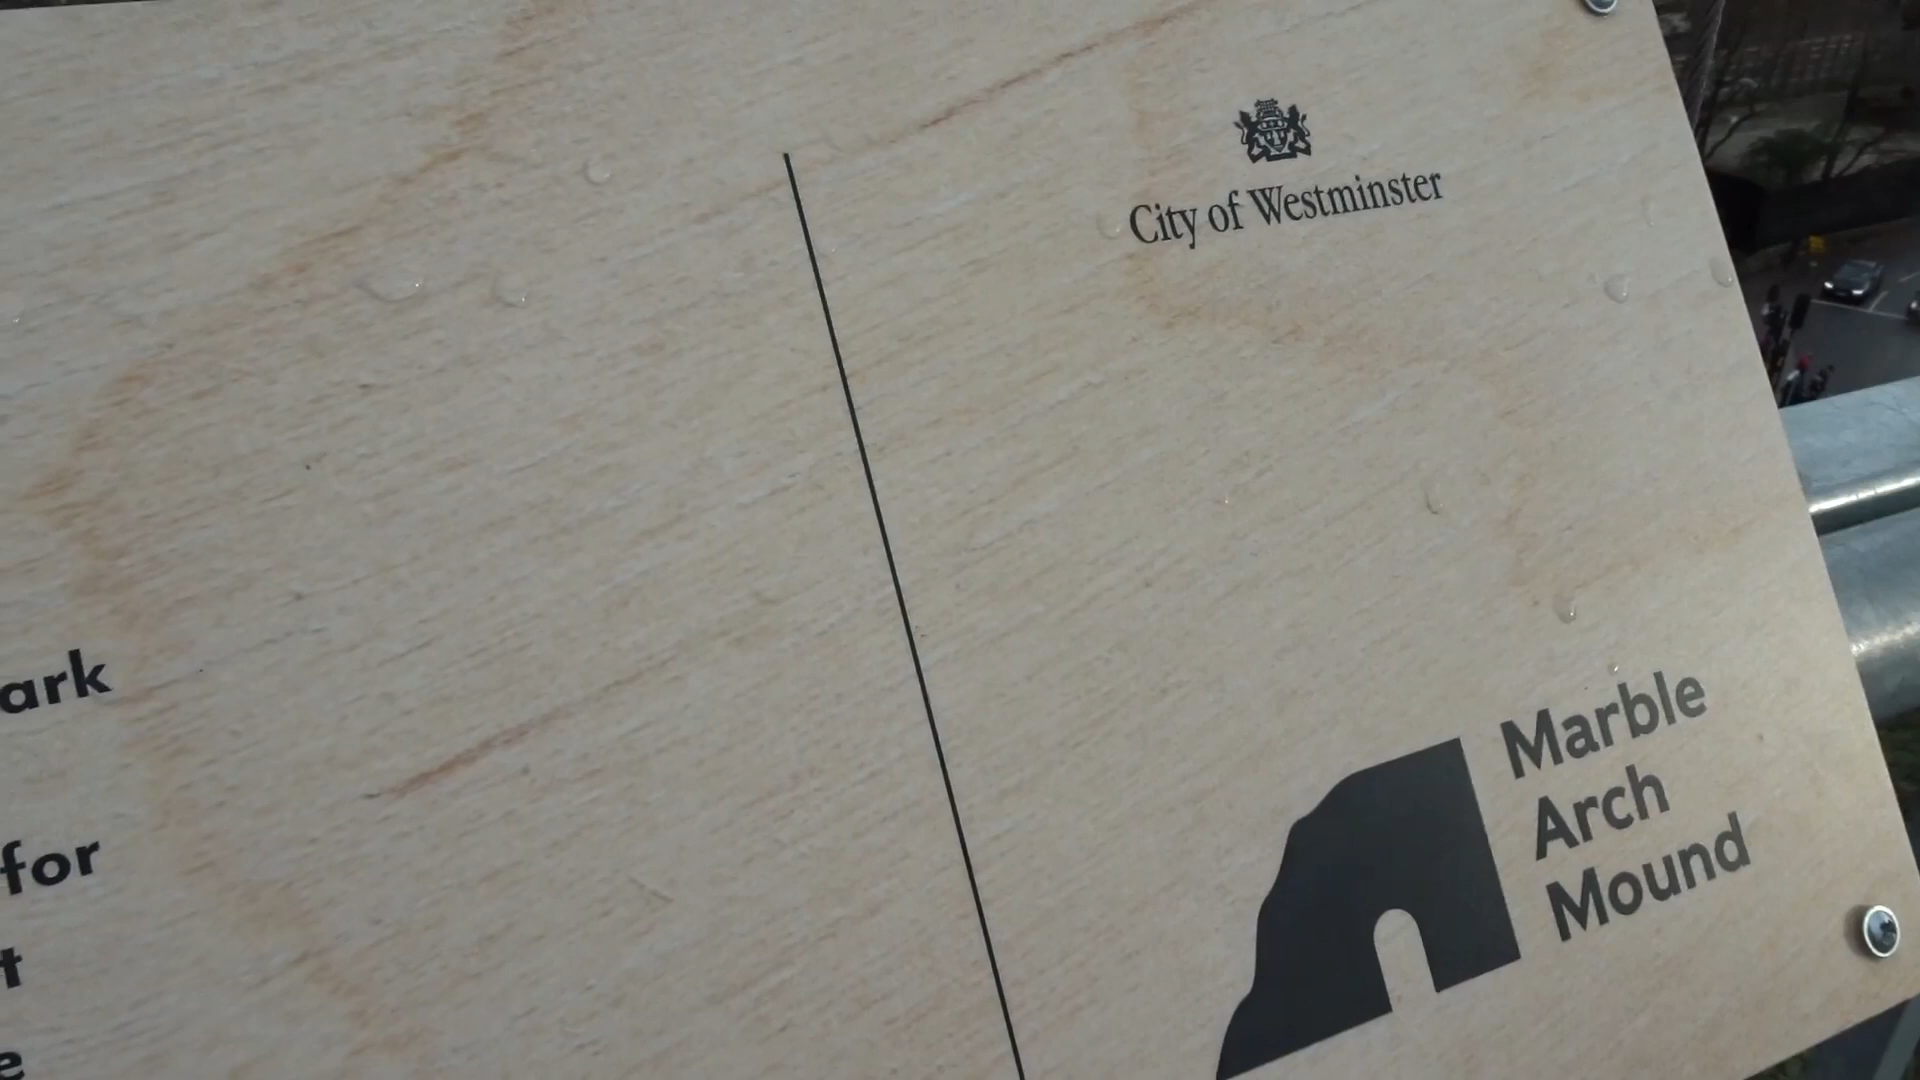 City of Westminster
ark
for
t
e
Marble
Arch
Mound